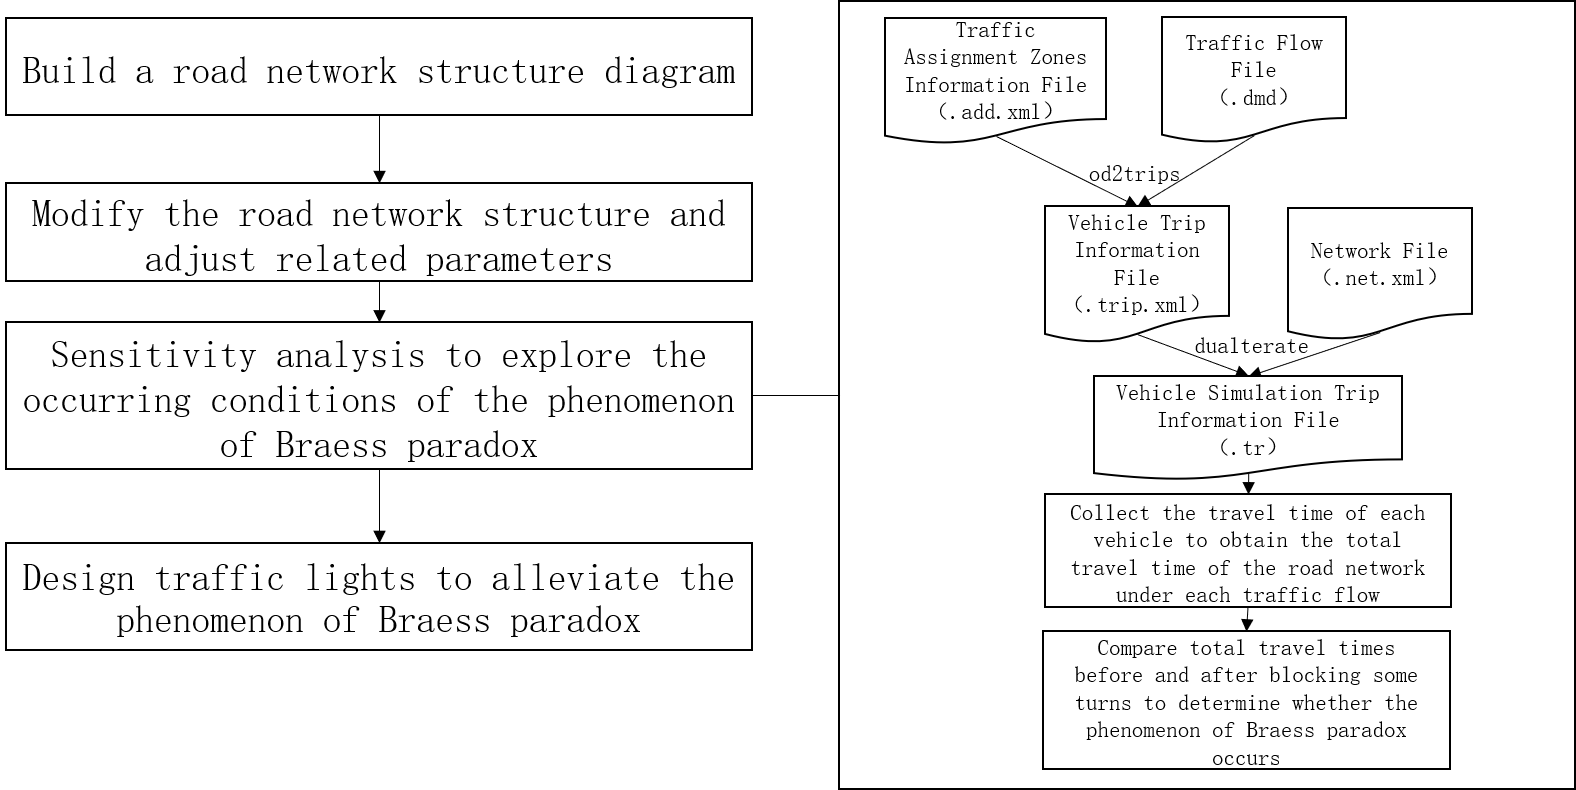 Build a road network structure diagram
Modify the road network structure and
adjust related parameters
Sensitivity analysis to explore the
occurring conditions of the phenomenon
of Braess paradox
Design traffic lights to alleviate the
phenomenon of Braess paradox
Traffic
Assignment Zones
Information File
(.add.xml)
Traffic Flow
File
(.dmd)
od2trips
Vehicle Trip
Information
File
(.trip.xml)
Network File
(.net.xml)
dualterate
Vehicle Simulation Trip
Information File
(.tr)
Collect the travel time of each
vehicle to obtain the total
travel time of the road network
under each traffic flow
Compare total travel times
before and after blocking some
turns to determine whether the
phenomenon of Braess paradox
occurs